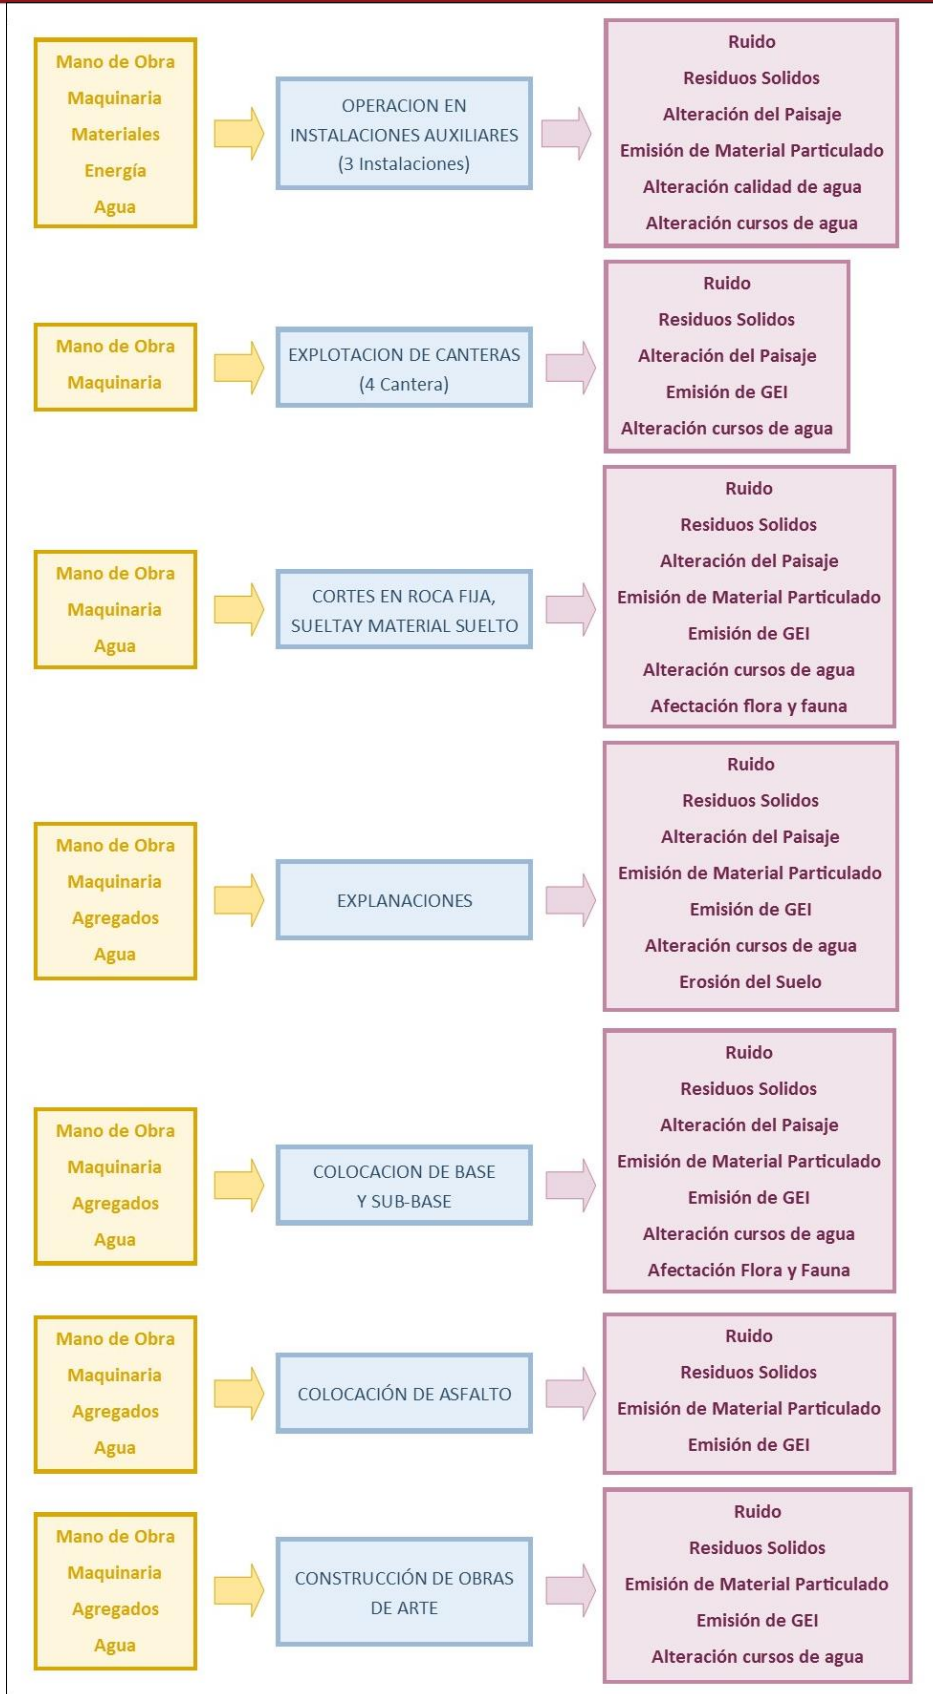 Mano de Obra
Maquinaria
Materiales
Energía
Agua
OPERACION EN
INSTALACIONES AUXILIARES
(3 Instalaciones)
Ruido
Residuos Solidos
Alteración del Paisaje
Emisión de Material Particulado
Alteración calidad de agua
Alteración cursos de agua
Mano de Obra
Maquinaria
EXPLOTACION DE CANTERAS
(4 Cantera)
Ruido
Residuos Solidos
Alteración del Paisaje
Emisión de GEI
Alteración cursos de agua
Mano de Obra
Maquinaria
Agua
CORTES EN ROCA FIJA,
SUELTAY MATERIAL SUELTO
Ruido
Residuos Solidos
Alteración del Paisaje
Emisión de Material Particulado
Emisión de GEI
Alteración cursos de agua
Afectación flora y fauna
Mano de Obra
Maquinaria
Agregados
Agua
EXPLANACIONES
Ruido
Residuos Solidos
Alteración del Paisaje
Emisión de Material Particulado
Emisión de GEI
Alteración cursos de agua
Erosión del Suelo
Mano de Obra
Maquinaria
Agregados
Agua
COLOCACION DE BASE
Y SUB-BASE
Ruido
Residuos Solidos
Alteración del Paisaje
Emisión de Material Particulado
Emisión de GEI
Alteración cursos de agua
Afectación Flora y Fauna
Mano de Obra
Maquinaria
Agregados
Agua
COLOCACIÓN DE ASFALTO
Ruido
Residuos Solidos
Emisión de Material Particulado
Emisión de GEI
Mano de Obra
Maquinaria
Agregados
Agua
CONSTRUCCIÓN DE OBRAS
DE ARTE
Ruido
Residuos Solidos
Emisión de Material Particulado
Emisión de GEI
Alteración cursos de agua